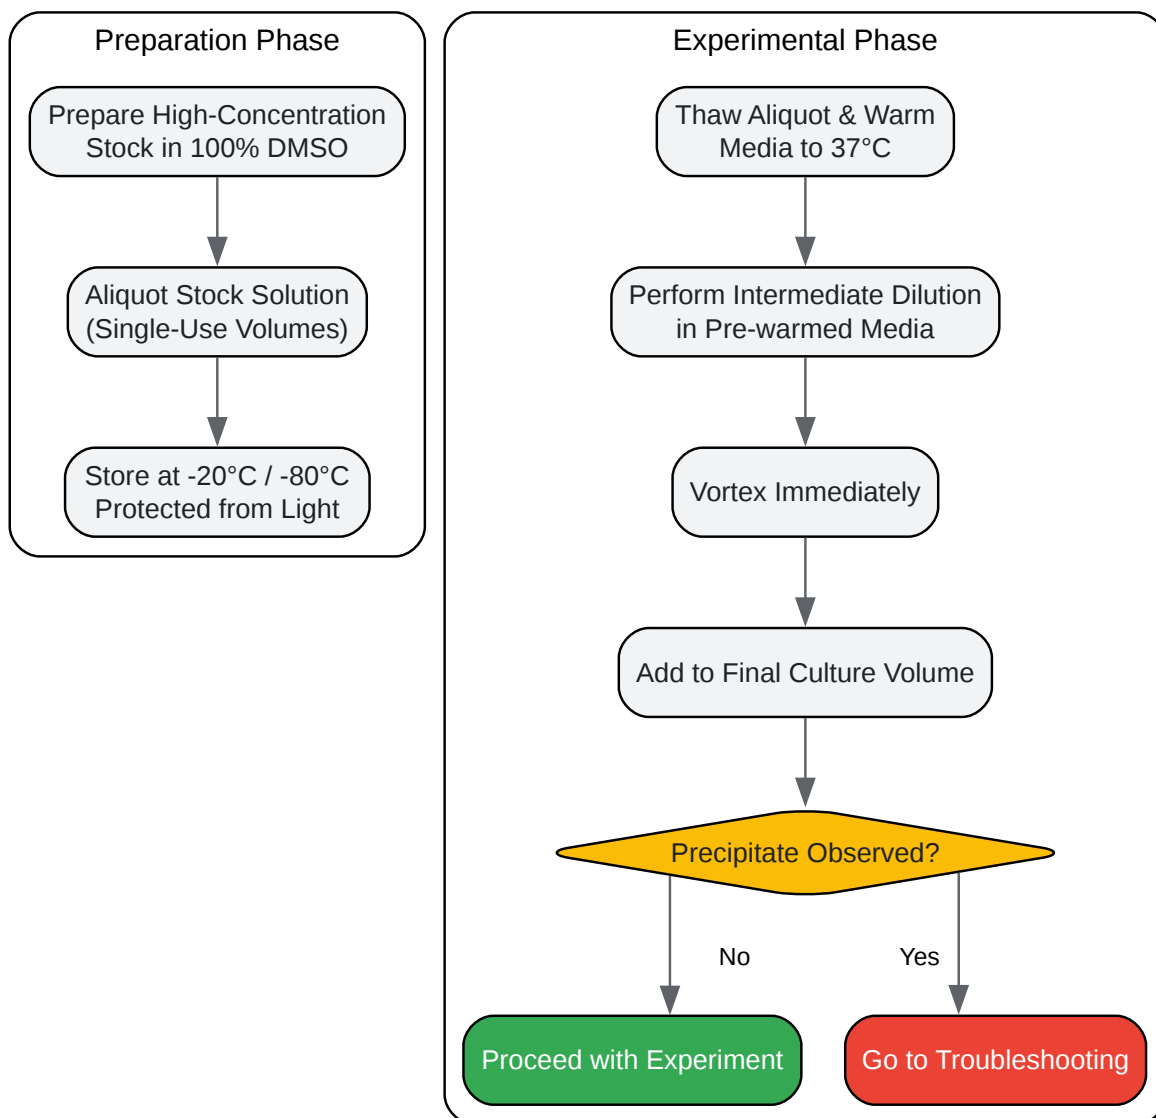 Preparation Phase
Prepare High-Concentration
Stock in 100% DMSO
Aliquot Stock Solution
(Single-Use Volumes)
Store at -20°C / -80°C
Protected from Light
Experimental Phase
Thaw Aliquot & Warm
Media to 37°C
Perform Intermediate Dilution
in Pre-warmed Media
Vortex Immediately
Add to Final Culture Volume
Precipitate Observed?
No
Yes
Proceed with Experiment
Go to Troubleshooting